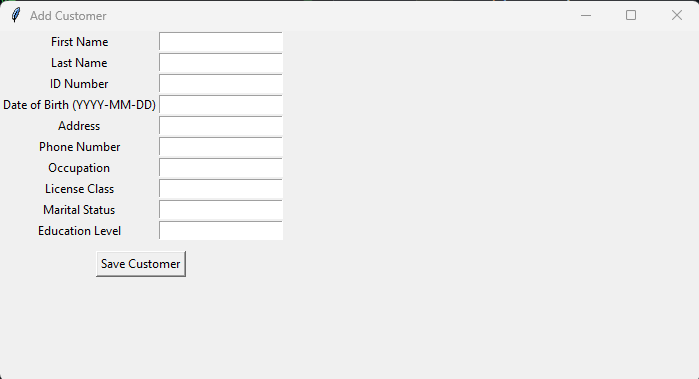 Add Customer
First Name
Last Name
ID Number
Date of Birth (YYYY-MM-DD)
Address
Phone Number
Occupation
License Class
Marital Status
Education Level
Save Customer